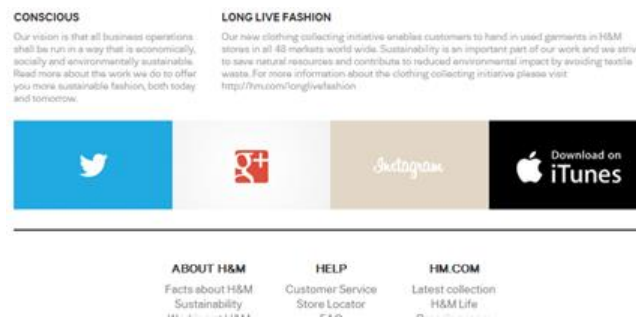 CONSCIOUS
Our vision is that all business operations
shall be run in a way that is economically,
socially and environmentally sustainable.
Read more about the work we do to offer
you more sustainable fashion, both today
and tomorrow.
LONG LIVE FASHION
Our new clothing collecting initiative enables customers to hand in used garments in H&M
stores in all 48 markets world wide. Sustainability is an important part of our work and we
to save natural resources and contribute to reduced environmental impact by avoiding textile
waste. For more information about the clothing collecting initiative please visit
http://hm.com/longlivefashion
g+
Instagram
Download on
iTunes
ABOUT H&M
Facts about H&M
Sustainability
HELP
Customer Service
Store Locator
HM.COM
Latest collection
H&M Life